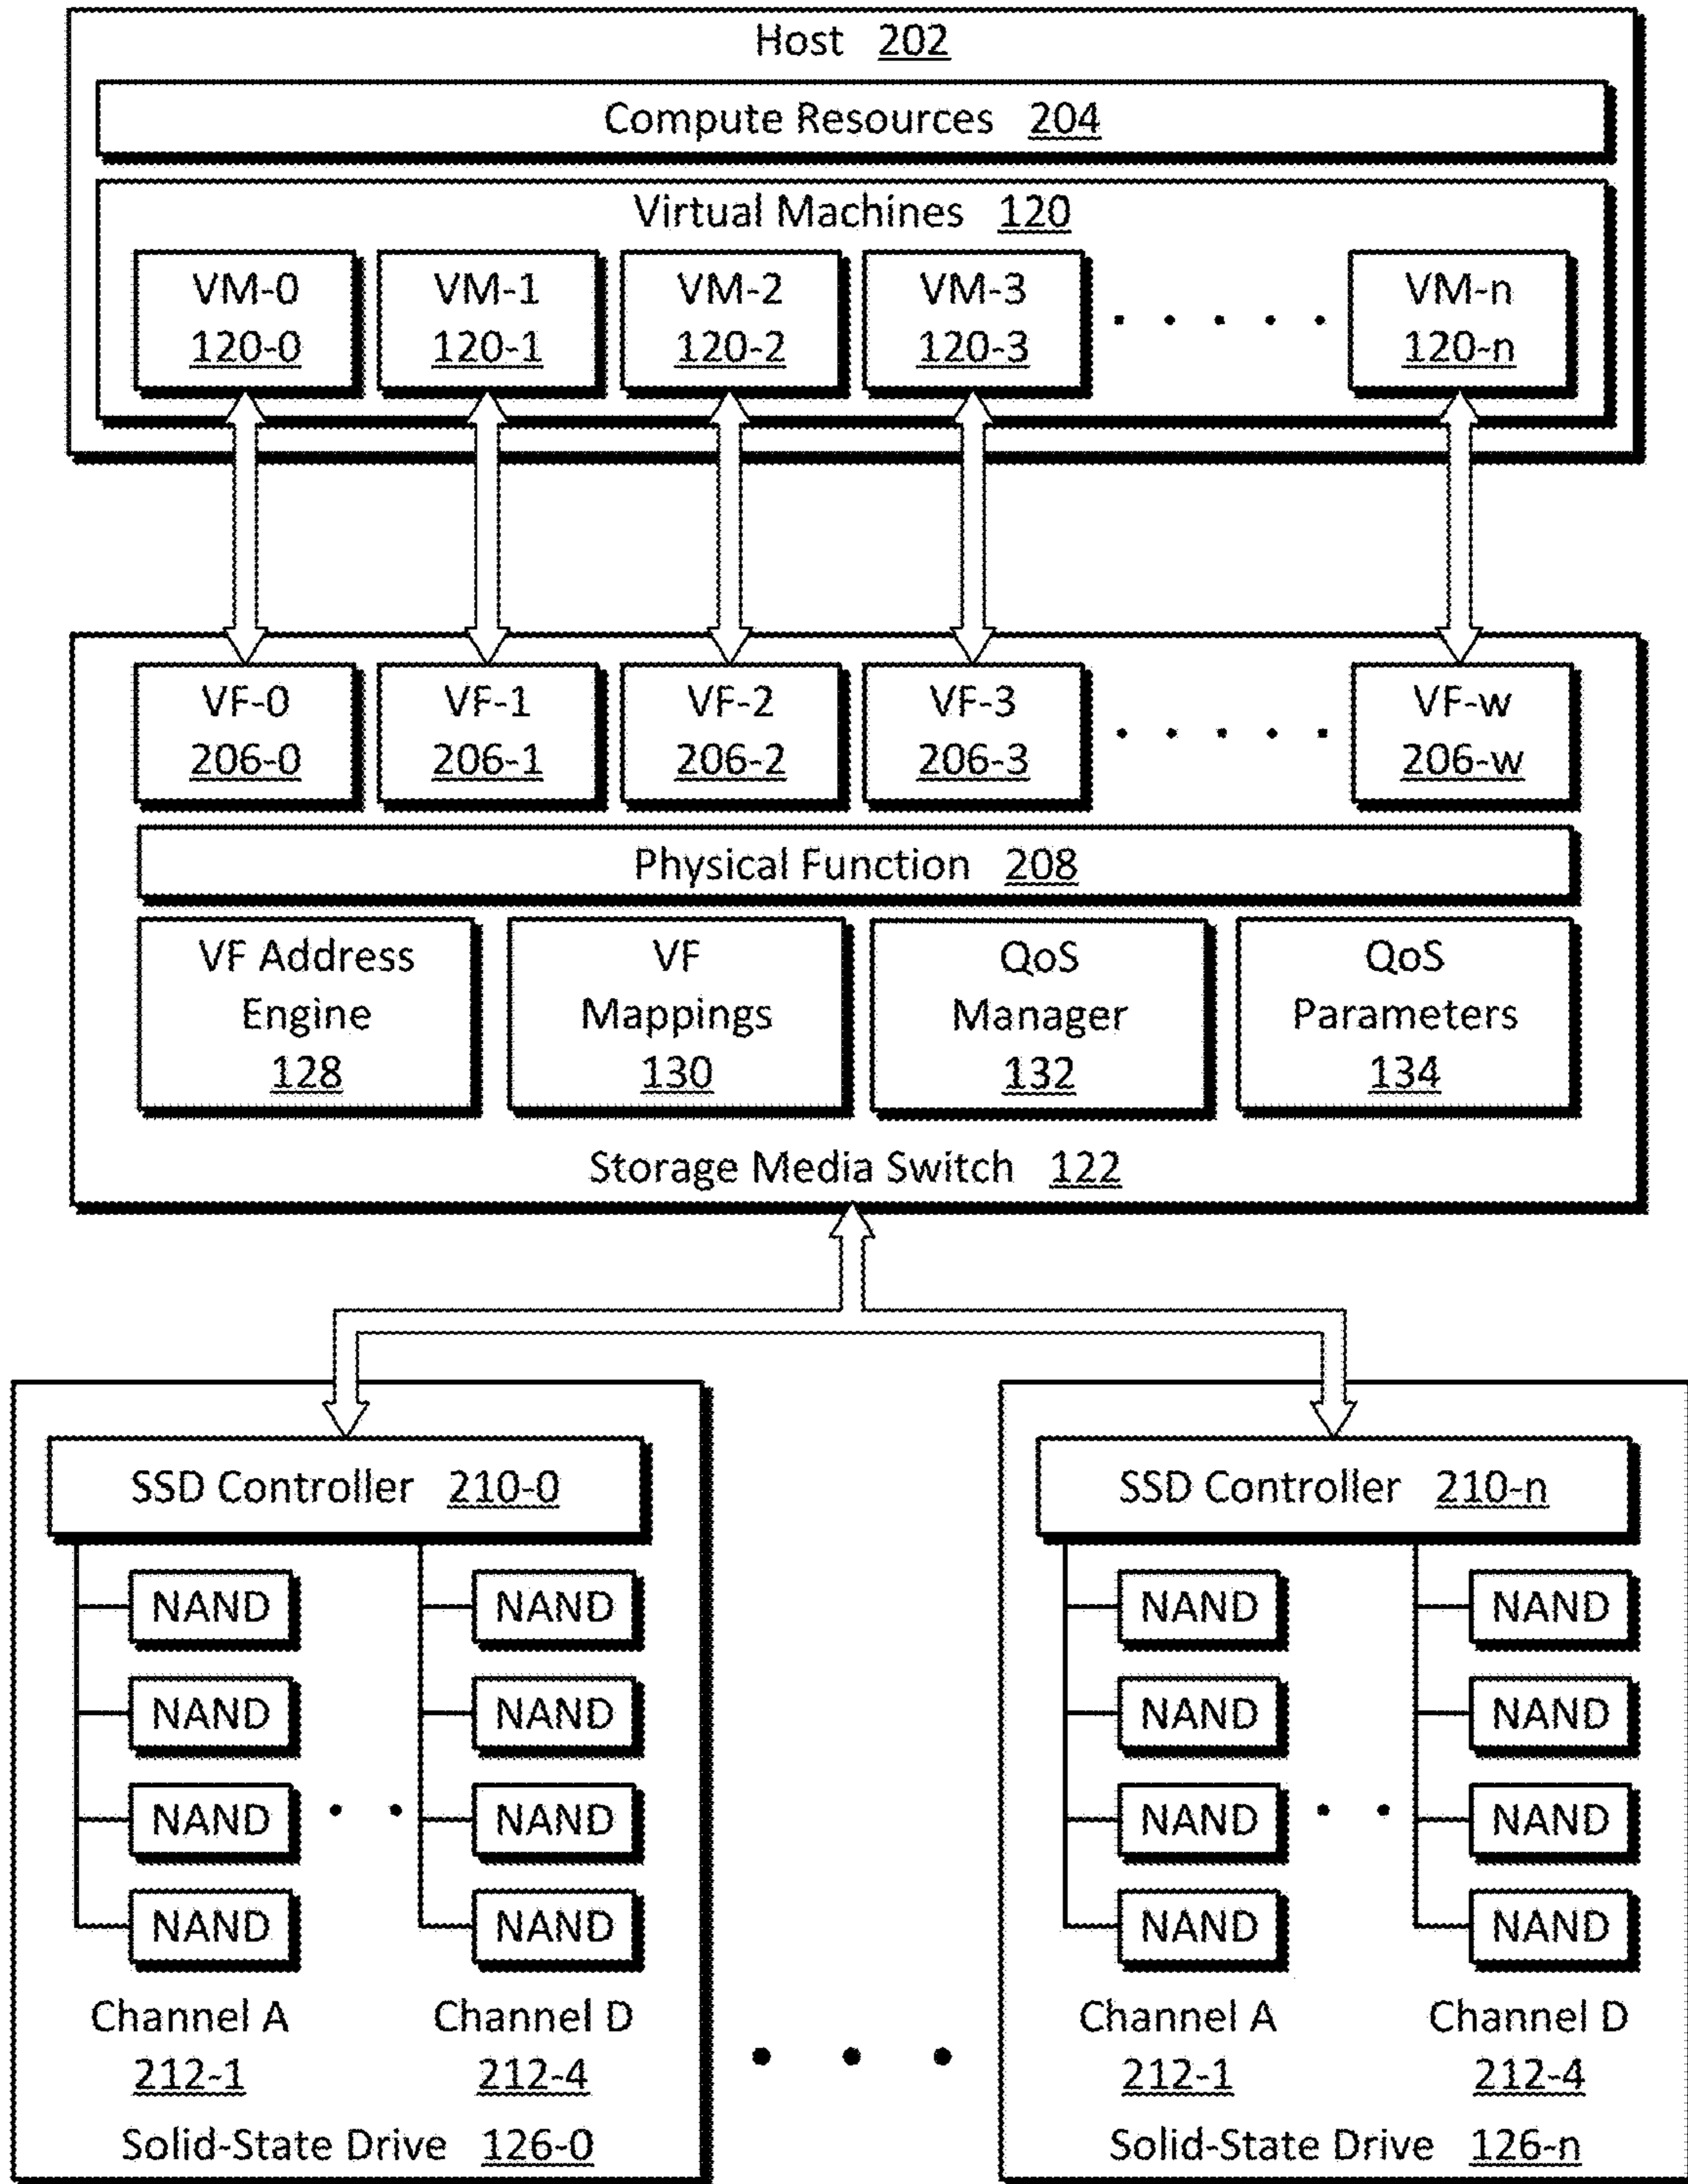 Host 202
Compute Resources 204
Virtual Machines 120
VM-0 VM-1 VM-2 VM-3 VM-n
120-0 120-1 120-2 120-3 120-n
VF-0 VF-1 VF-2 VF-3 VF-w
206-0 206-1 206-2 206-3 206-w
Physical Function 208
VF Address VF QoS QoS
Engine Mappings Manager Parameters
128 130 132 134
Storage Media Switch 122
SSD Controller 210-0 SSD Controller 210-n
NAND NAND NAND NAND
NAND NAND NAND NAND
NAND NAND NAND NAND
NAND NAND NAND NAND
Channel A Channel D Channel A Channel D
212-1 212-4 212-1 212-4
Solid-State Drive 126-0 Solid-State Drive 126-n